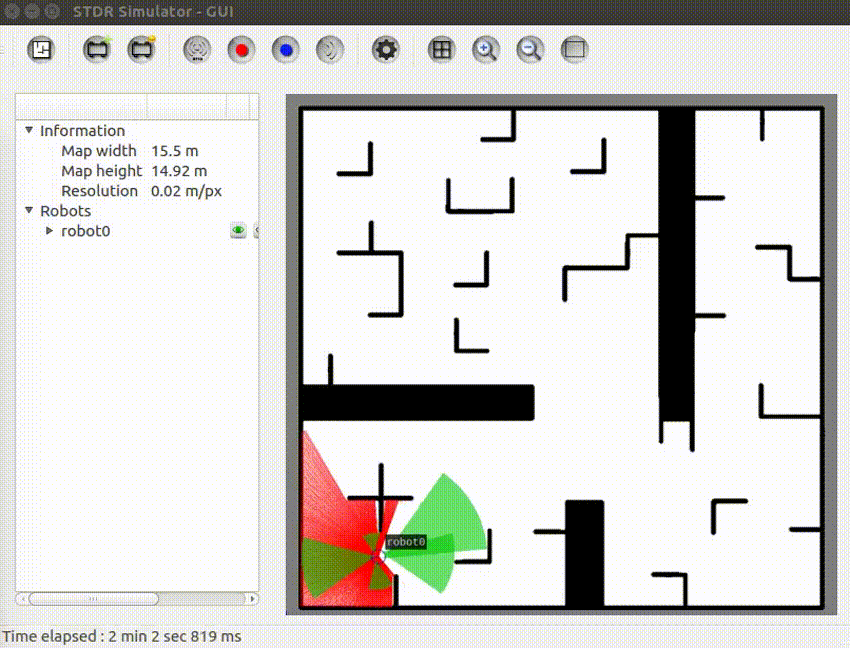 STDR Simulator - GUI
Information
Map width 15.5 m
Map height 14.92 m
Resolution 0.02 m/px
Robots
robot0
robot0
Time elapsed : 2 min 2 sec 819 ms